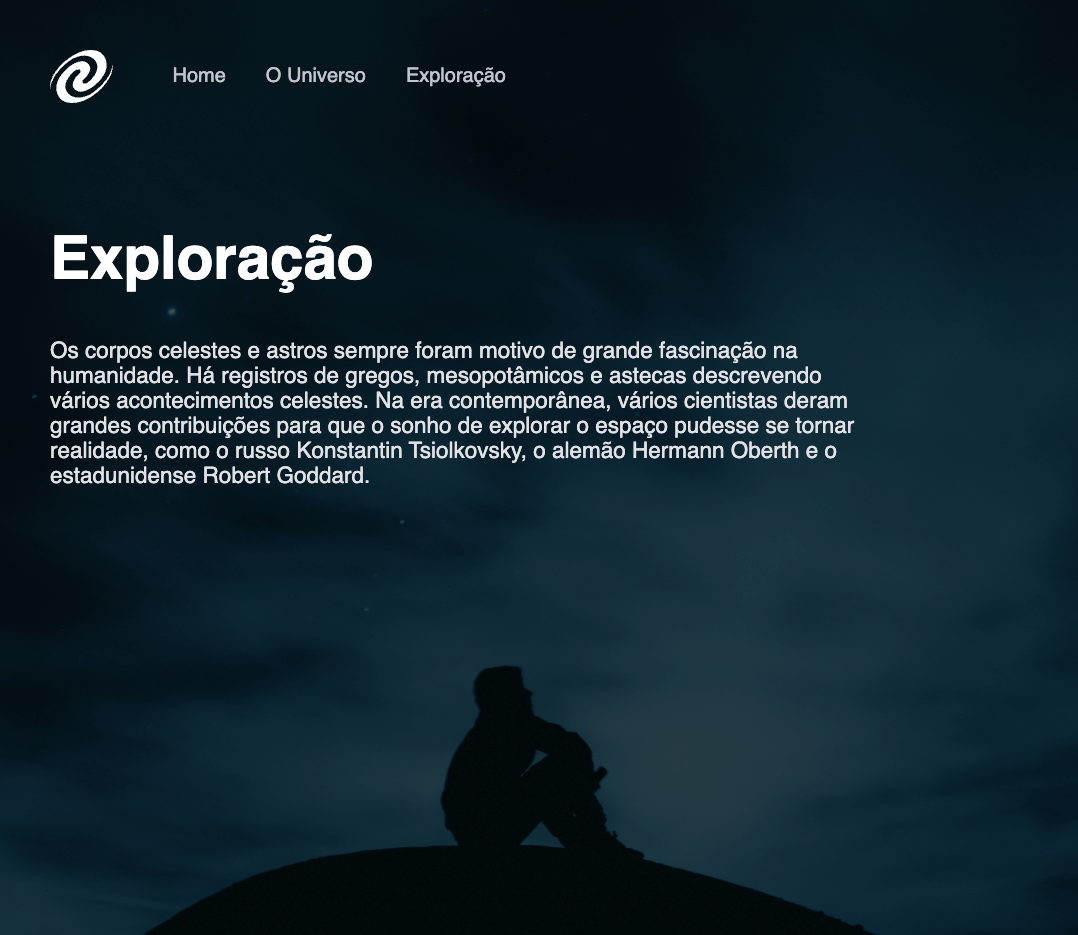 Home O Universo Exploração
Exploração
Os corpos celestes e astros sempre foram motivo de grande fascinação na
humanidade. Há registros de gregos, mesopotâmicos e astecas descrevendo
vários acontecimentos celestes. Na era contemporânea, vários cientistas deram
grandes contribuições para que o sonho de explorar o espaço pudesse se tornar
realidade, como o russo Konstantin Tsiolkovsky, o alemão Hermann Oberth e o
estadunidense Robert Goddard.